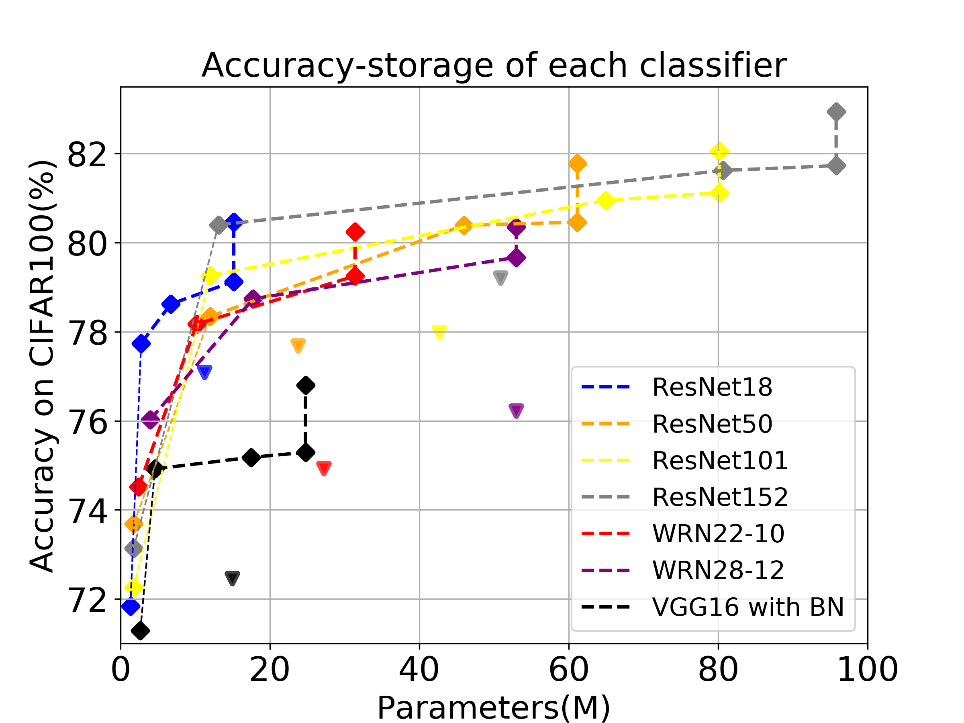 Accuracy-storage of each classifier
Accuracy on CIFAR100(%)
82
80
78
76
74
72
ResNet18
ResNet50
ResNet101
ResNet152
WRN22-10
WRN28-12
VGG16 with BN
0 20 40 60 80 100
Parameters(M)